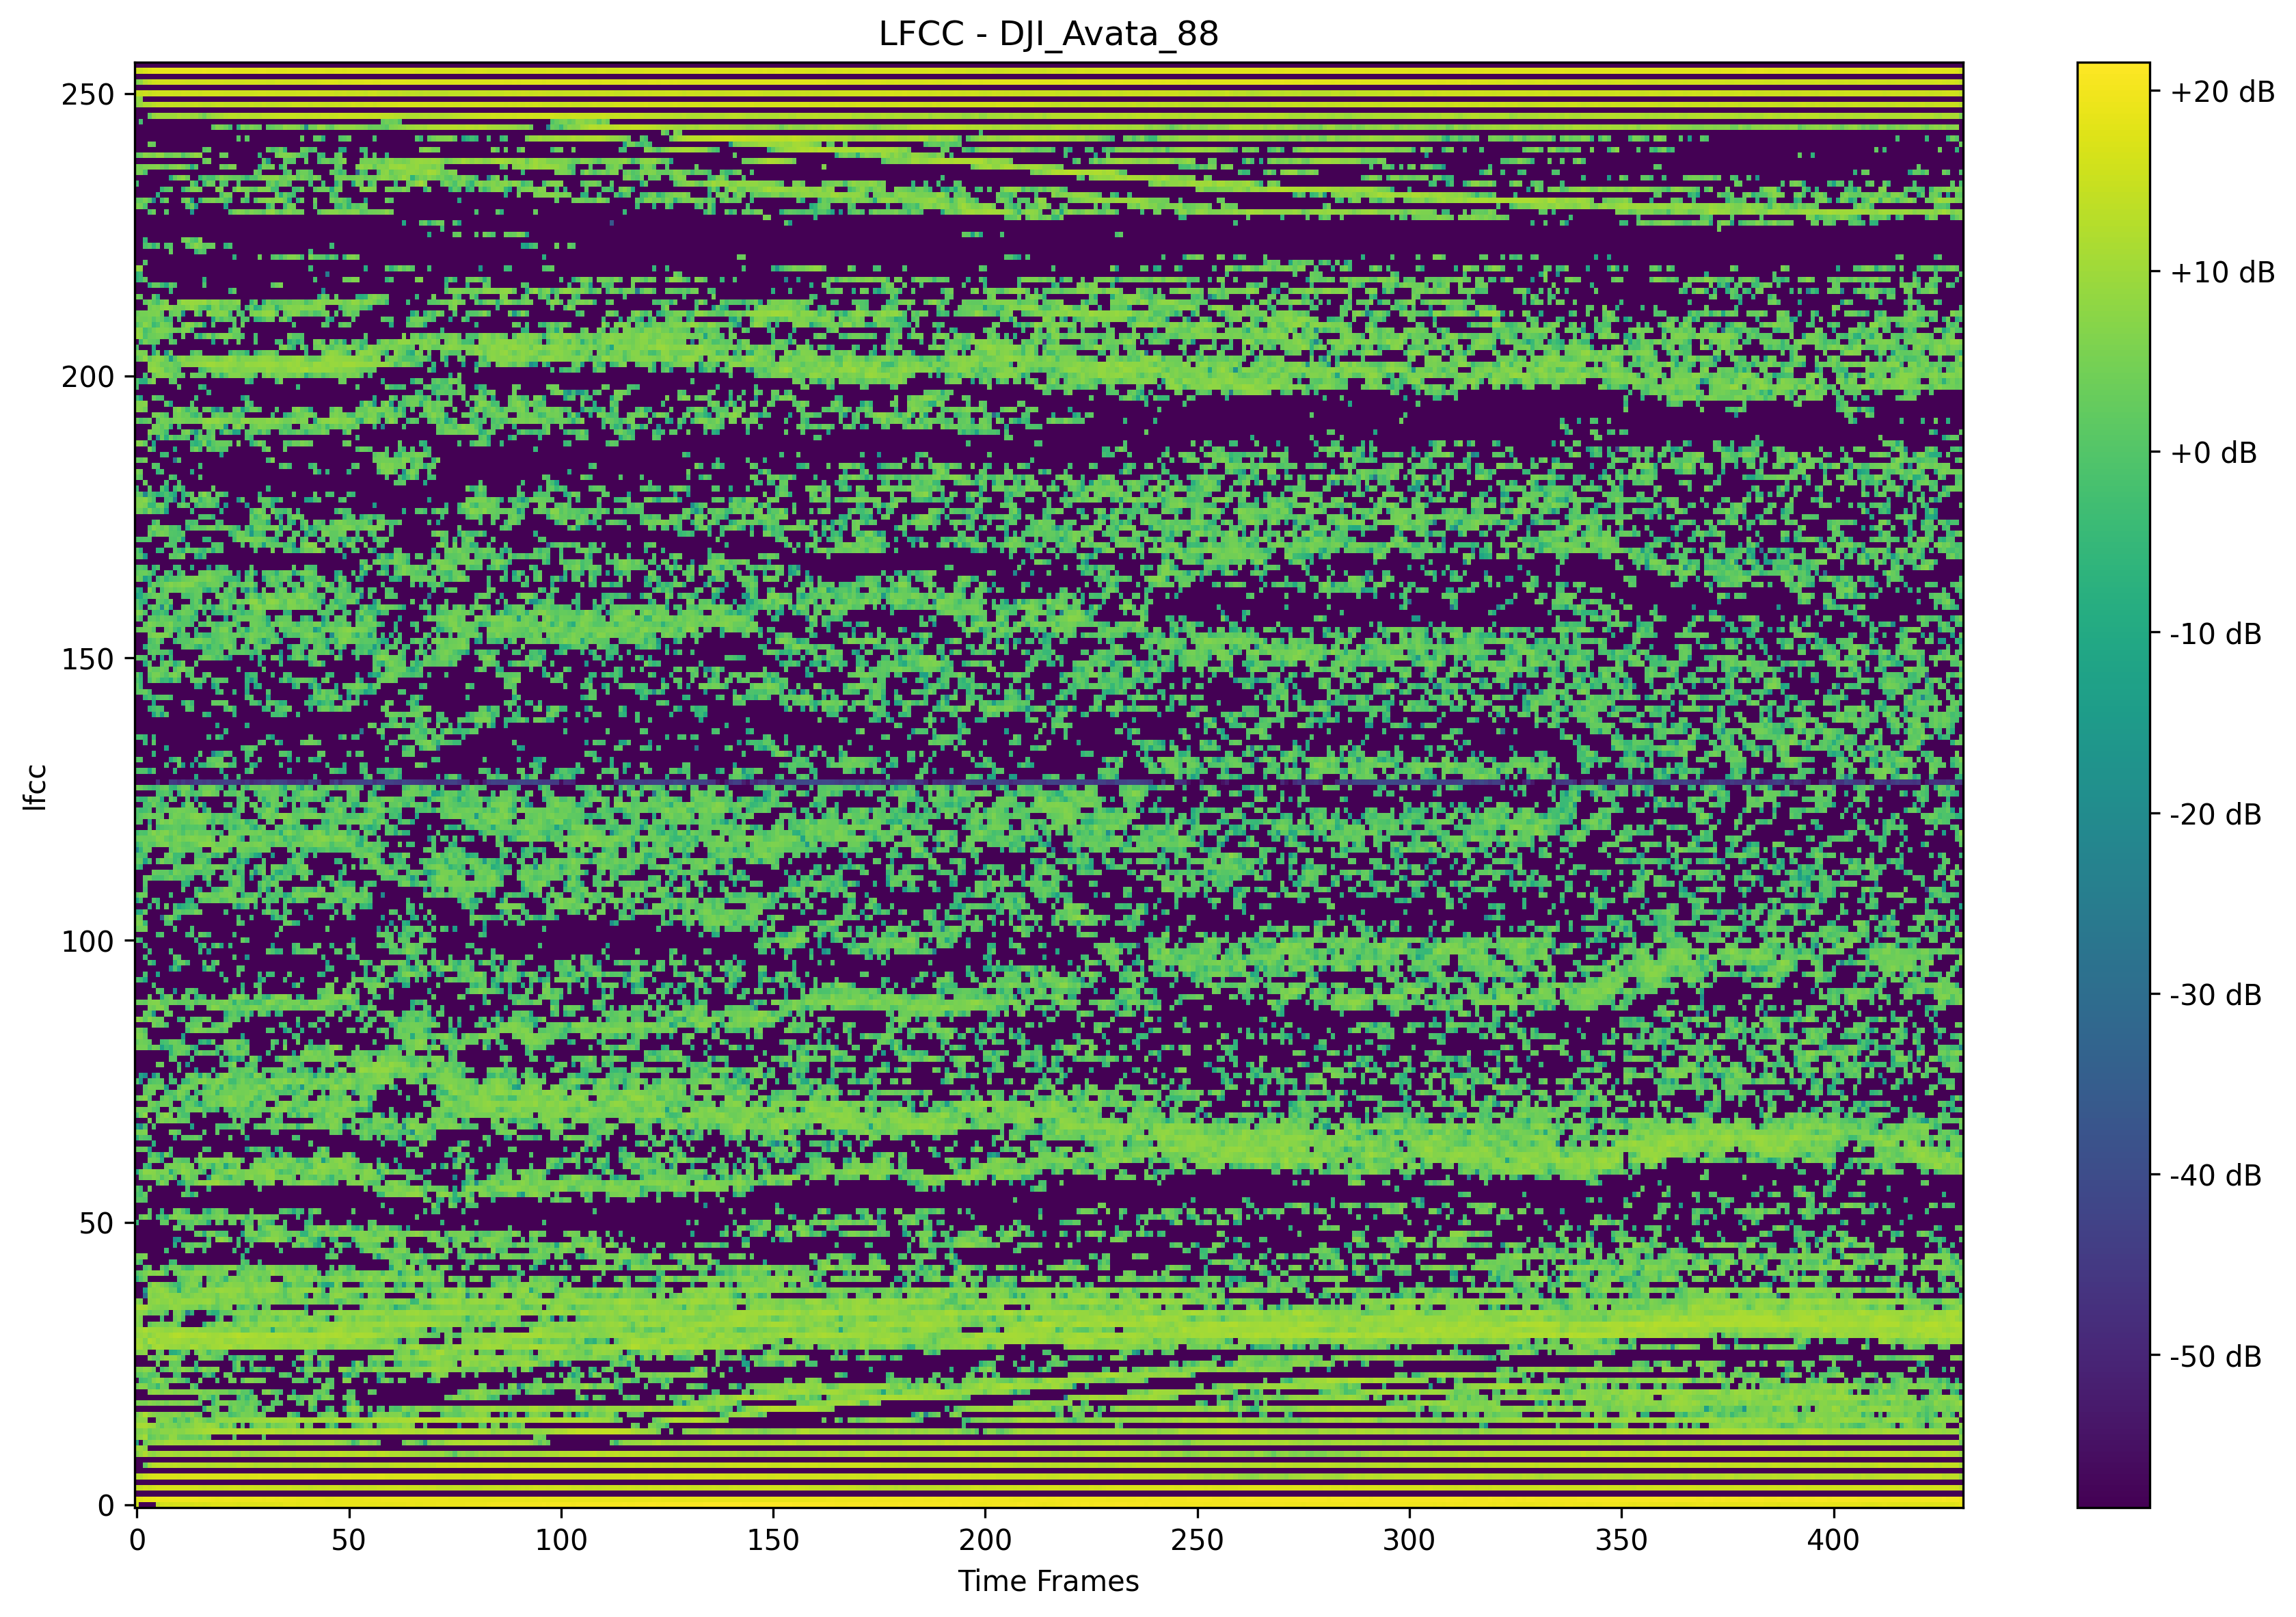 LFCC - DJI_Avata_88
250
200
150
100
50
0
lfcc
0 50 100 150 200 250 300 350 400
Time Frames
+20 dB
+10 dB
+0 dB
-10 dB
-20 dB
-30 dB
-40 dB
-50 dB